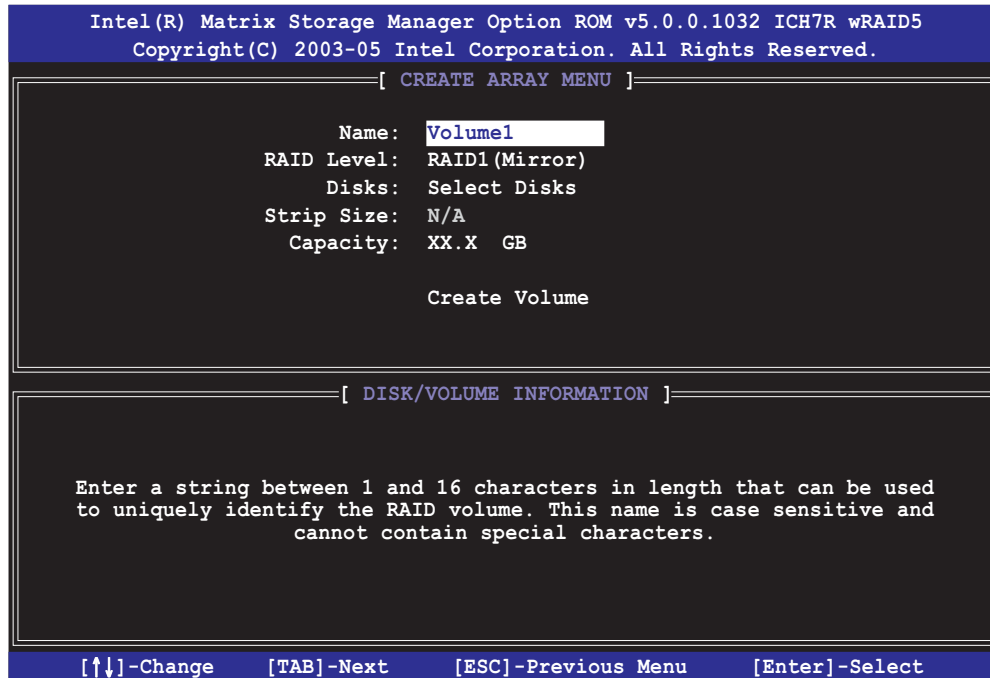 Intel(R) Matrix Storage Manager Option ROM v5.0.0.1032 ICH7R wRAID5
Copyright(C) 2003-05 Intel Corporation. All Rights Reserved.
[ CREATE ARRAY MENU ]
Name: Volume1
RAID Level: RAID1(Mirror)
Disks: Select Disks
Strip Size: N/A
Capacity: XX.X GB
Create Volume
[ DISK/VOLUME INFORMATION ]
Enter a string between 1 and 16 characters in length that can be used
to uniquely identify the RAID volume. This name is case sensitive and
cannot contain special characters.
[↑↓]-Change [TAB]-Next [ESC]-Previous Menu [Enter]-Select